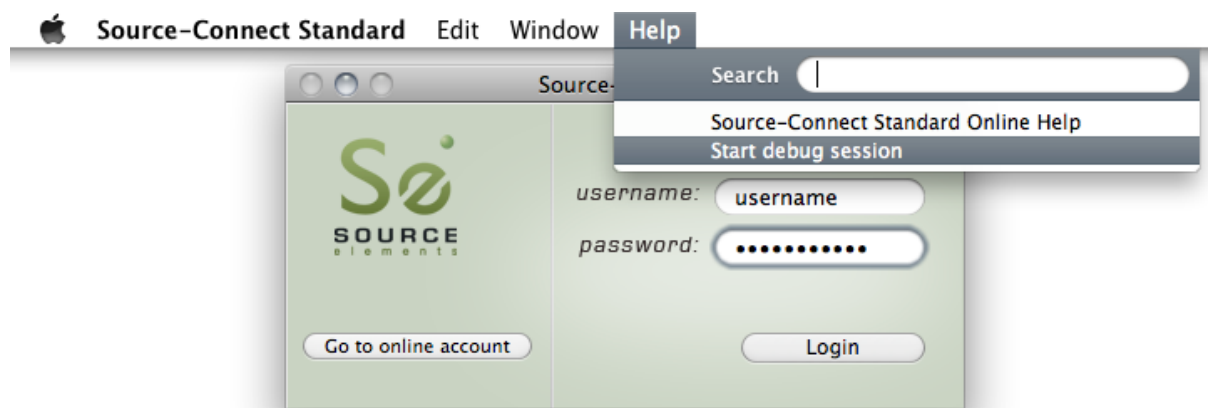 Source-Connect Standard Edit Window Help
Source-
Search
Source-Connect Standard Online Help
Start debug session
Se
SOURCE
elements
username: username
password: •••••••••••
Go to online account
Login